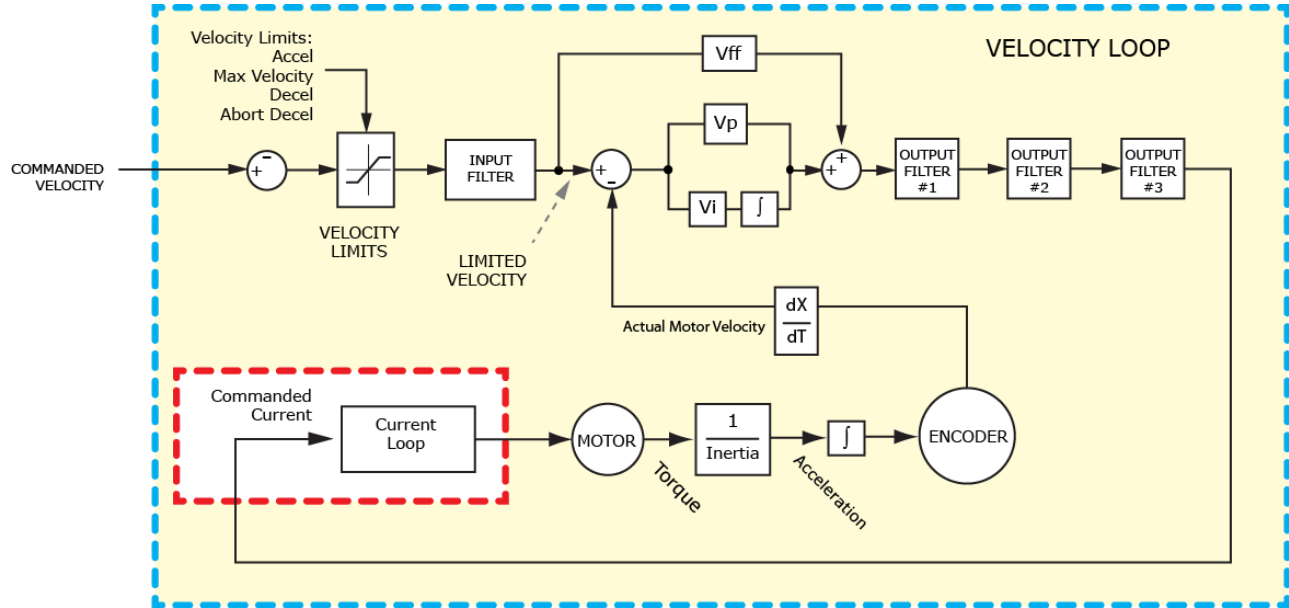 VELOCITY LOOP
Velocity Limits:
Accel
Max Velocity
Decel
Abort Decel
Vff
Vp
COMMANDED
VELOCITY
-
+
INPUT
FILTER
+
-
+
+
OUTPUT
FILTER
#1
OUTPUT
FILTER
#2
OUTPUT
FILTER
#3
Vi
∫
VELOCITY
LIMITS
LIMITED
VELOCITY
Actual Motor Velocity
dX
dT
Commanded
Current
Current
Loop
MOTOR
1
Inertia
∫
ENCODER
Torque
Acceleration